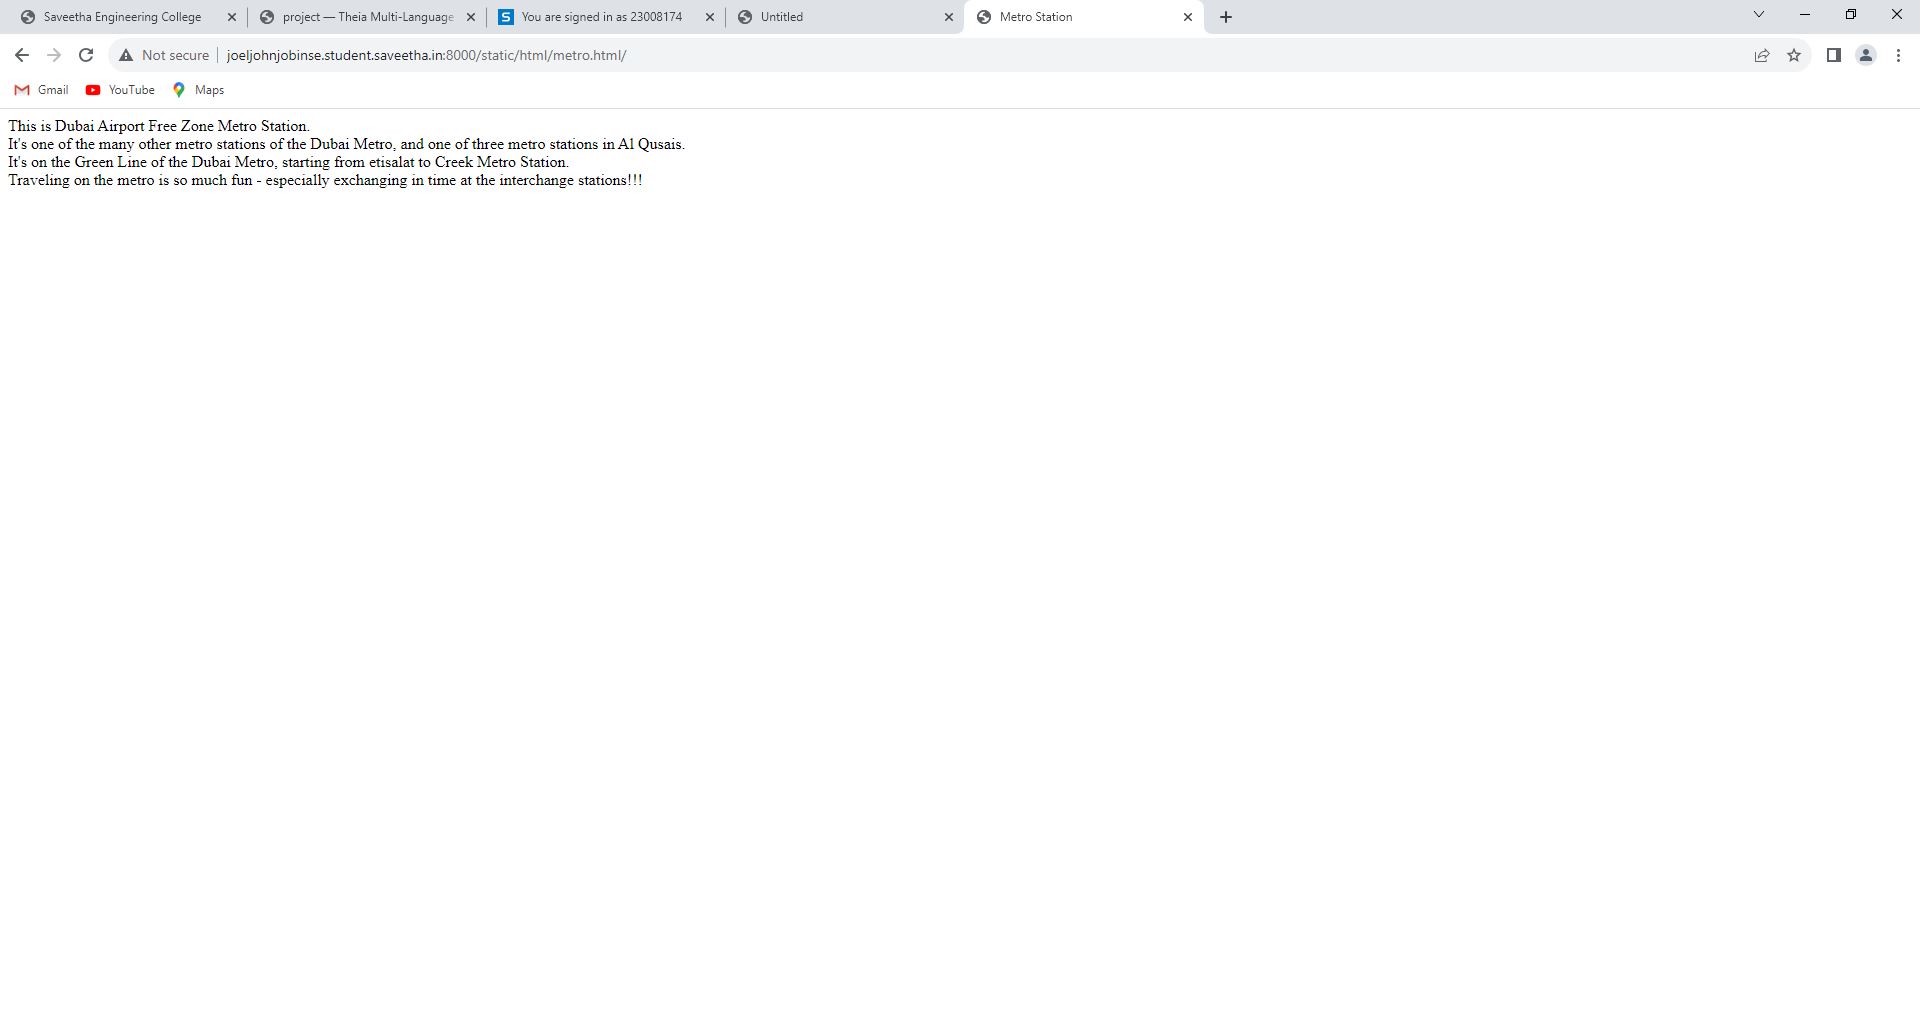 Saveetha Engineering College
project — Theia Multi-Language
You are signed in as 23008174
Untitled
Metro Station
Not secure
joeljohnjobinse.student.saveetha.in:8000/static/html/metro.html/
Gmail
YouTube
Maps
This is Dubai Airport Free Zone Metro Station.
It's one of the many other metro stations of the Dubai Metro, and one of three metro stations in Al Qusais.
It's on the Green Line of the Dubai Metro, starting from etisalat to Creek Metro Station.
Traveling on the metro is so much fun - especially exchanging in time at the interchange stations!!!